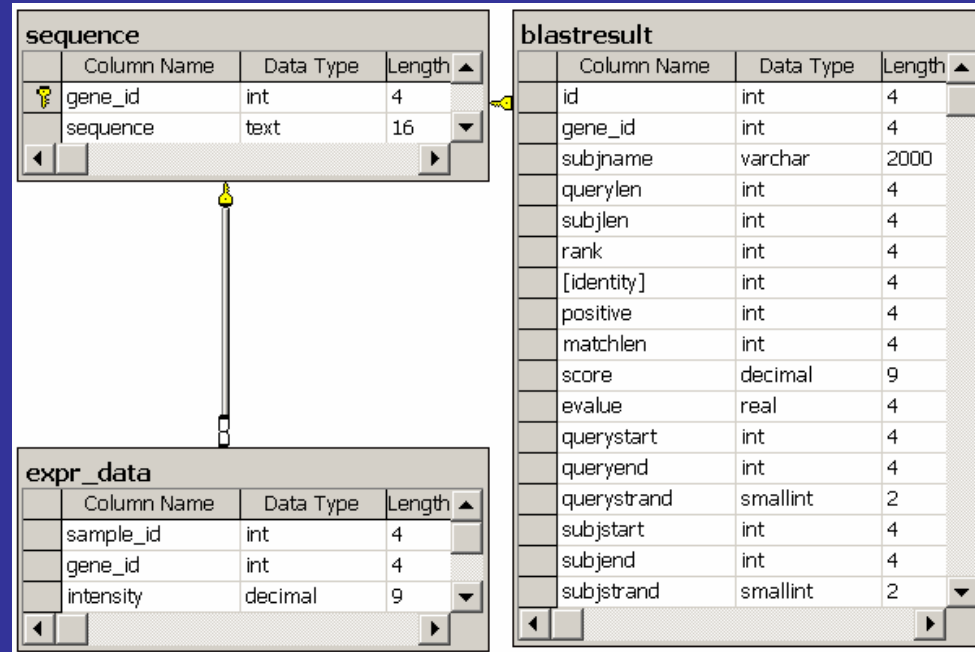 sequence
Column Name Data Type Length
gene_id int 4
sequence text 16
expr_data
Column Name Data Type Length
sample_id int 4
gene_id int 4
intensity decimal 9
blastresult
Column Name Data Type Length
id int 4
gene_id int 4
subjname varchar 2000
querylen int 4
subjlen int 4
rank int 4
[identity] int 4
positive int 4
matchlen int 4
score decimal 9
evalue real 4
querystart int 4
queryend int 4
querystrand smallint 2
subjstart int 4
subjend int 4
subjstrand smallint 2